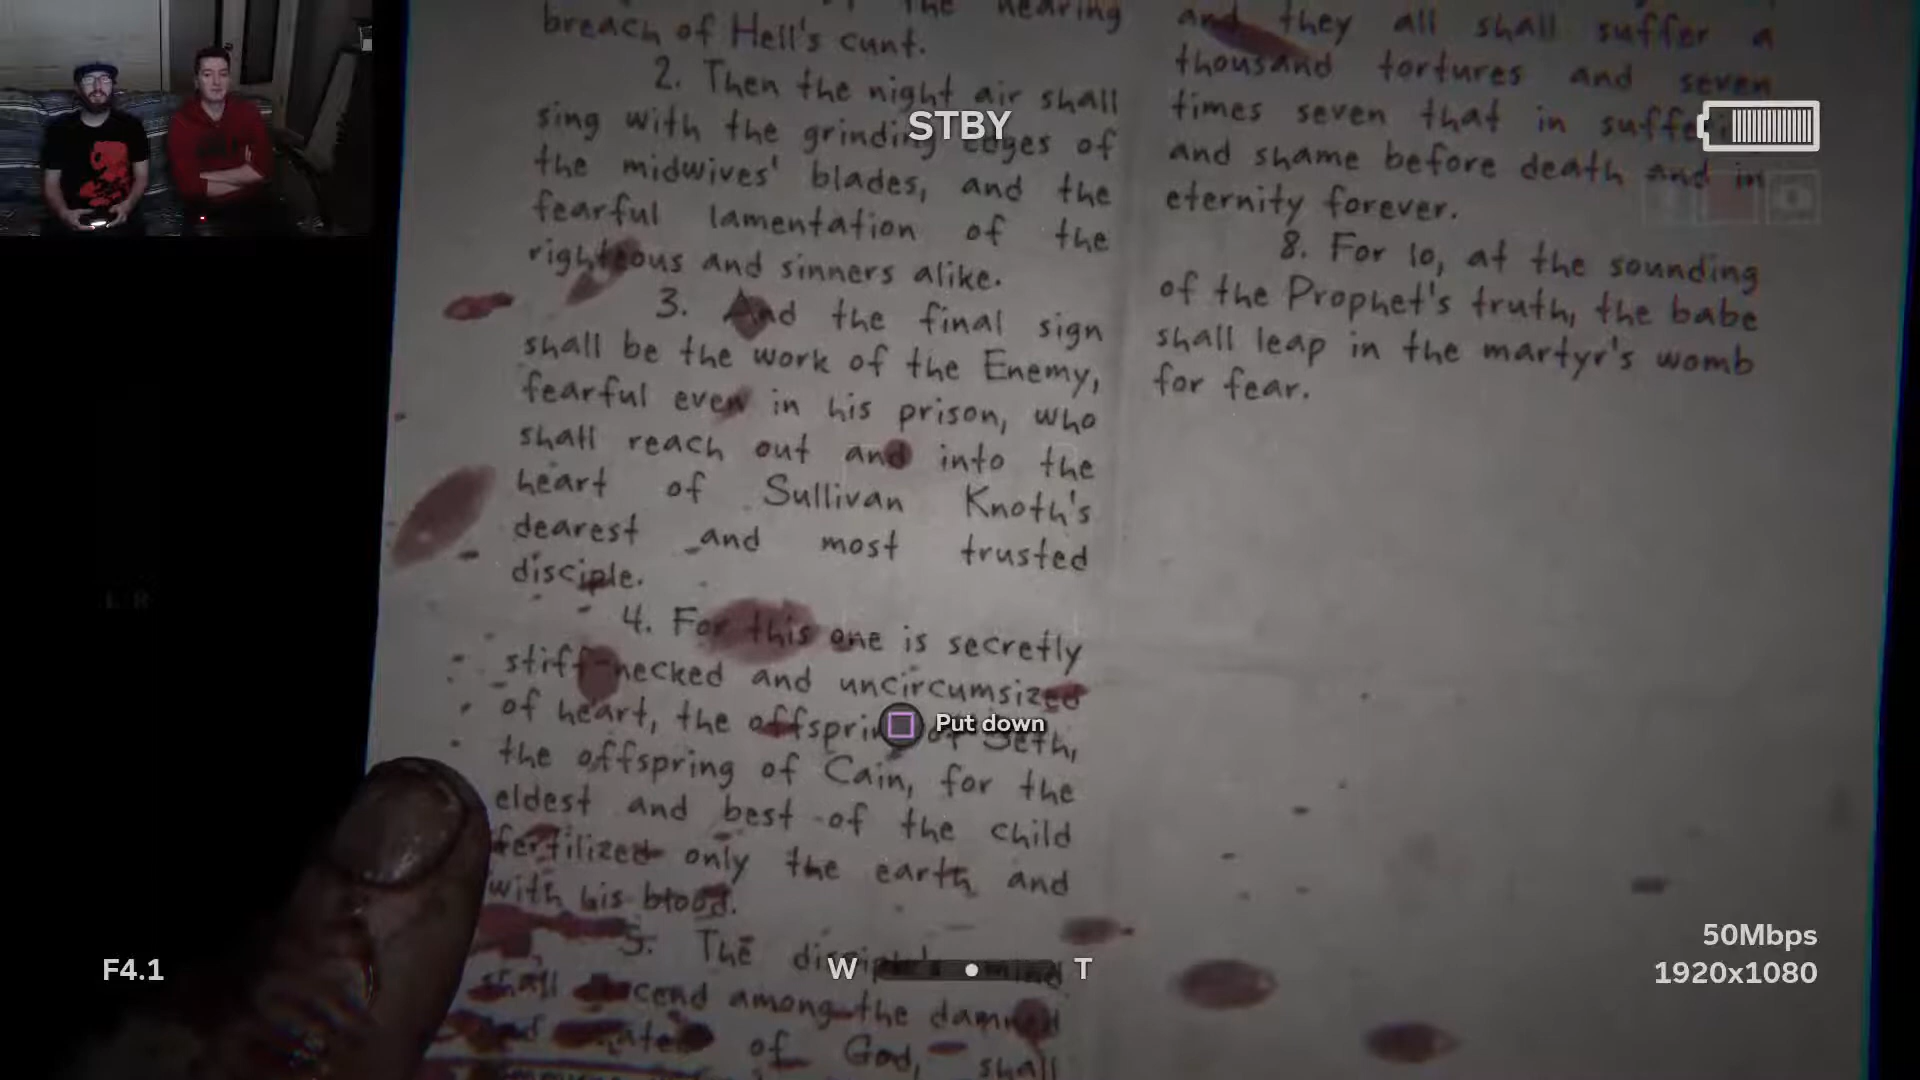 breach of Hell's cunt.
2. Then the night air shall
sing with the grinding edges of
the midwives' blades, and the
fearful lamentation of the
righteous and sinners alike.
3. And the final sign
shall be the work of the Enemy,
fearful even in his prison, who
shall reach out and into the
heart of Sullivan Knoth's
dearest and most trusted
disciple.
4. For this one is secretly
stiff-necked and uncircumsized
of heart, the offspring of Seth,
the offspring of Cain, for the
eldest and best of the child
fertilized only the earth and
with his blood.
5. The disciple's mind
shall among the damned
of God, shall
and they all shall suffer a
thousand tortures and seven
times seven that in
and shame before death and in
eternity forever.
8. For lo, at the sounding
of the Prophet's truth, the babe
shall leap in the martyr's womb
for fear.
STBY
Put down
F4.1
W T
50Mbps
1920x1080